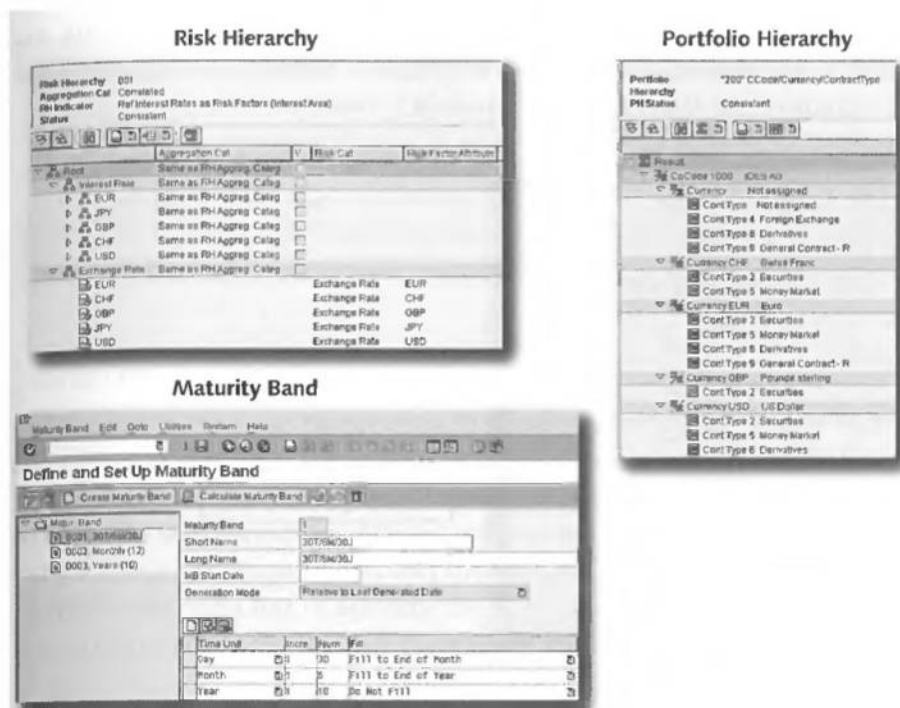 Risk Hierarchy
Risk Hierarchy 001
Aggregation Cat Correlated
RH Indicator Ref Interest Rates as Risk Factors (Interest Area)
Status Consistent
Aggregation Cat V Risk Cat Risk Factor Attribute
Root Same as RH Aggreg. Categ
Interest Rate Same as RH Aggreg. Categ
EUR Same as RH Aggreg. Categ
JPY Same as RH Aggreg. Categ
GBP Same as RH Aggreg. Categ
CHF Same as RH Aggreg. Categ
USD Same as RH Aggreg. Categ
Exchange Rate Same as RH Aggreg. Categ
EUR Exchange Rate EUR
CHF Exchange Rate CHF
GBP Exchange Rate GBP
JPY Exchange Rate JPY
USD Exchange Rate USD
Portfolio Hierarchy
Portfolio Hierarchy "200" CCode/Currency/ContractType
PH Status Consistent
Result
CoCode 1000 IDES AG
Currency Not assigned
Cont Type Not assigned
Cont Type 4 Foreign Exchange
Cont Type 6 Derivatives
Cont Type 9 General Contract - R
Currency CHF Swiss Franc
Cont Type 2 Securities
Cont Type 5 Money Market
Currency EUR Euro
Cont Type 2 Securities
Cont Type 5 Money Market
Cont Type 6 Derivatives
Cont Type 9 General Contract - R
Currency GBP Pounds sterling
Cont Type 2 Securities
Currency USD US Dollar
Cont Type 2 Securities
Cont Type 5 Money Market
Cont Type 6 Derivatives
Maturity Band
Maturity Band Edit Goto Utilities System Help
Define and Set Up Maturity Band
Create Maturity Band Calculate Maturity Band
Matur. Band
0001, 30T/6M/30J
0002, Monthly (12)
0003, Years (10)
Maturity Band 1
Short Name 30T/6M/30J
Long Name 30T/6M/30J
MB Start Date
Generation Mode Relative to Last Generated Date
Time Unit Incre Num Fill
Day 30 Fill to End of Month
Month Fill to End of Year
Year 10 Do Not Fill